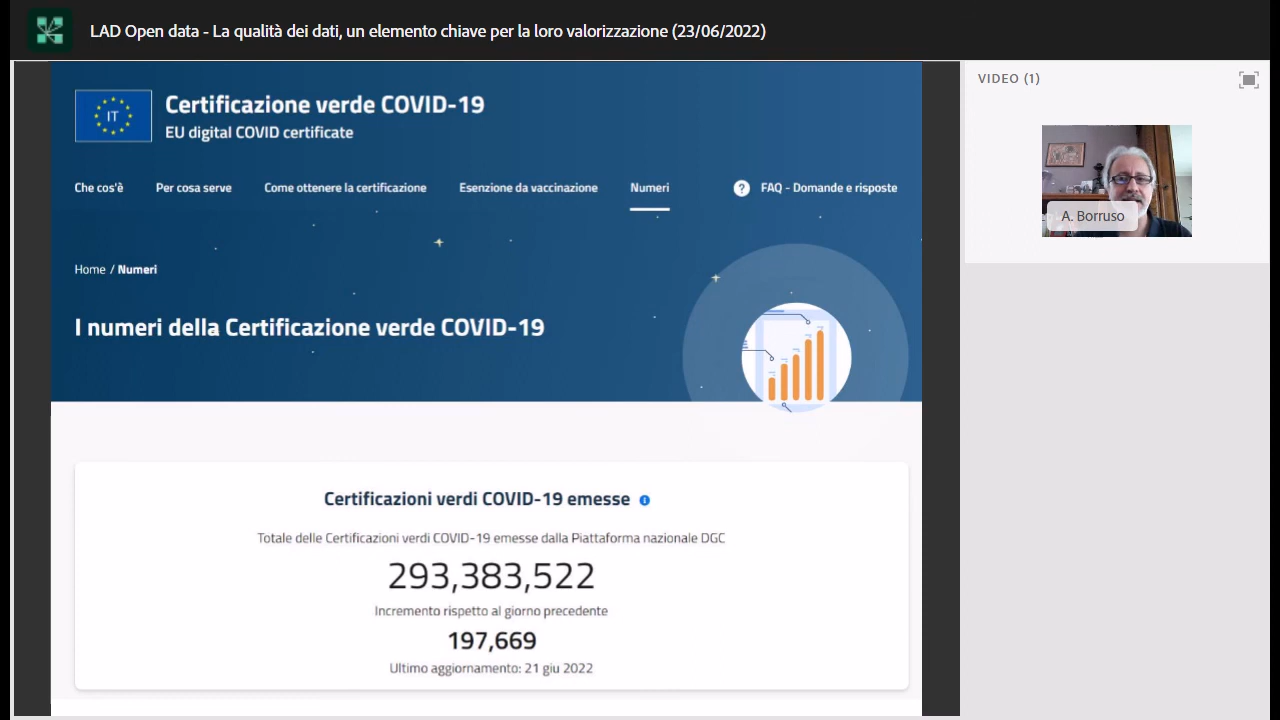 LAD Open data - La qualità dei dati, un elemento chiave per la loro valorizzazione (23/06/2022)
VIDEO (1)
A. Borruso
IT
Certificazione verde COVID-19
EU digital COVID certificate
Che cos'è Per cosa serve Come ottenere la certificazione Esenzione da vaccinazione Numeri ? FAQ - Domande e risposte
Home / Numeri
I numeri della Certificazione verde COVID-19
Certificazioni verdi COVID-19 emesse
Totale delle Certificazioni verdi COVID-19 emesse dalla Piattaforma nazionale DGC
293,383,522
Incremento rispetto al giorno precedente
197,669
Ultimo aggiornamento: 21 giu 2022